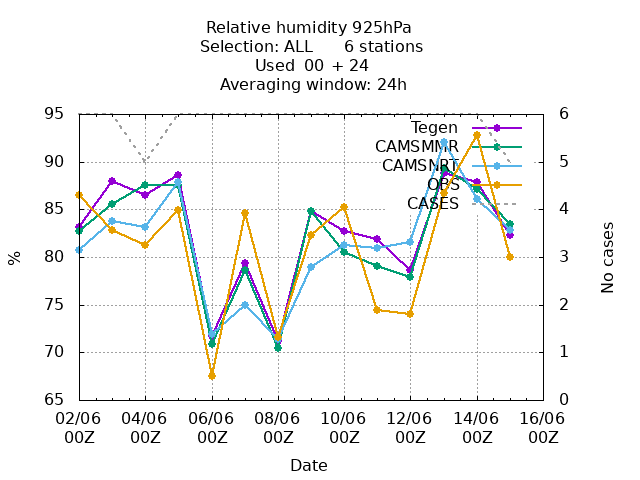 Relative humidity 925hPa
Selection: ALL 6 stations
Used 00 + 24
Averaging window: 24h
95
90
85
80
75
70
65
6
5
4
3
2
1
0
%
No cases
Tegen
CAMSMMR
CAMSNRT
OBS
CASES
02/06 04/06 06/06 08/06 10/06 12/06 14/06 16/06
00Z 00Z 00Z 00Z 00Z 00Z 00Z 00Z
Date